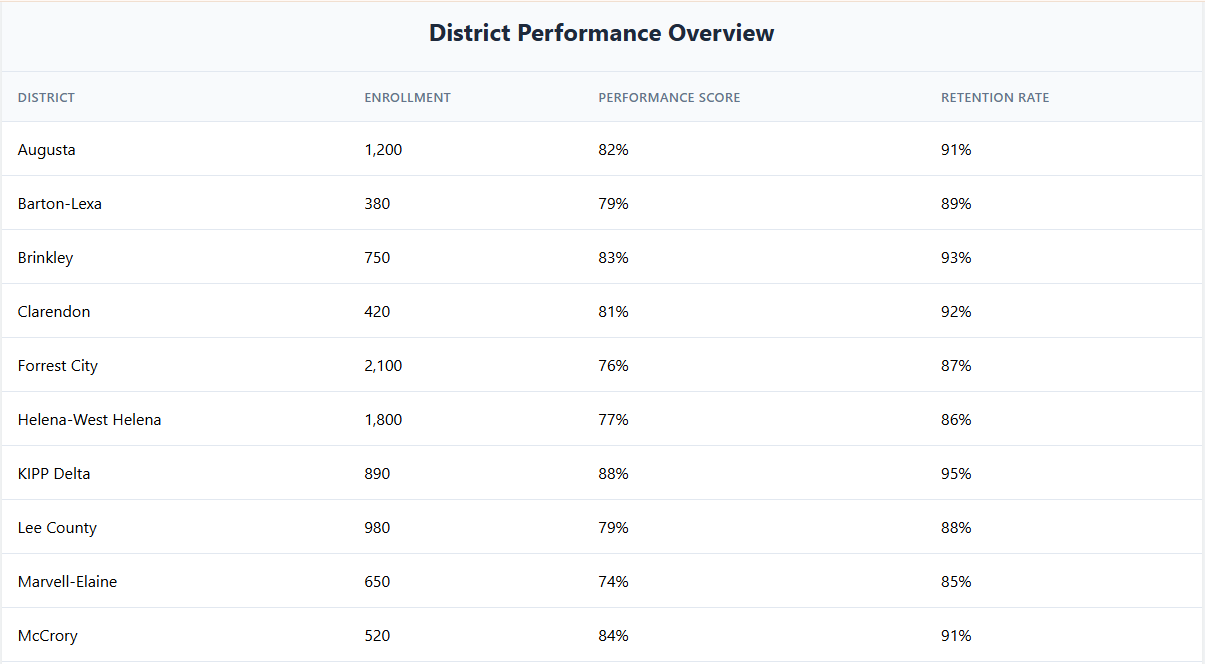 District Performance Overview
DISTRICT ENROLLMENT PERFORMANCE SCORE RETENTION RATE
Augusta 1,200 82% 91%
Barton-Lexa 380 79% 89%
Brinkley 750 83% 93%
Clarendon 420 81% 92%
Forrest City 2,100 76% 87%
Helena-West Helena 1,800 77% 86%
KIPP Delta 890 88% 95%
Lee County 980 79% 88%
Marvell-Elaine 650 74% 85%
McCrory 520 84% 91%